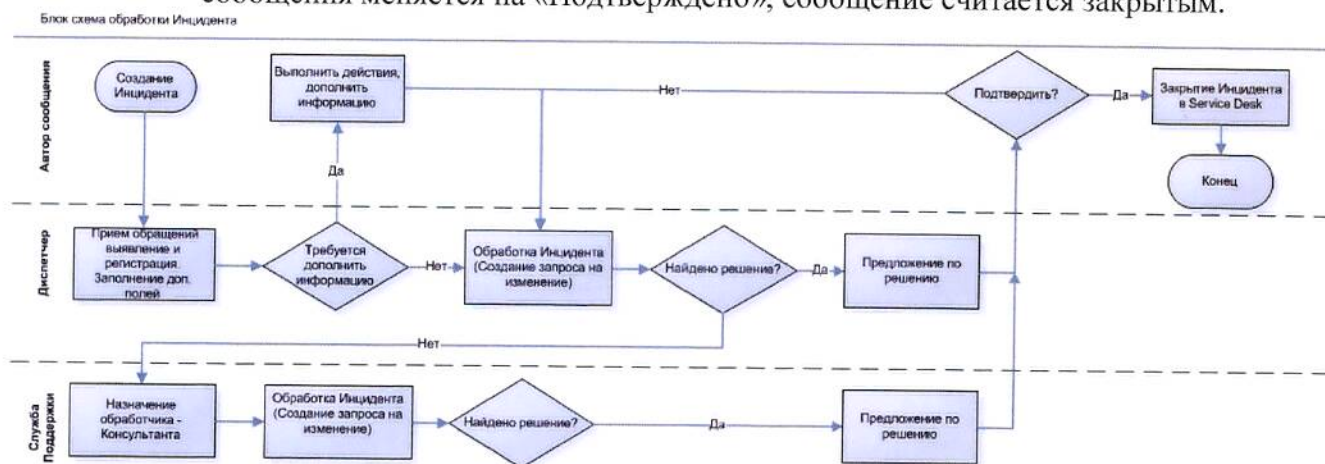 сообщения меняется на «Подтверждено», сообщение считается закрытым.
Блок схема обработки Инцидента
Автор сообщения
Создание
Инцидента
Выполнить действия,
дополнить
информацию
Нет
Подтвердить?
Да
Закрытие Инцидента
в Service Desk
Да
Конец
Диспетчер
Прием обращений
выявление и
регистрация.
Заполнение доп.
полей
Требуется
дополнить
информацию
Нет
Обработка Инцидента
(Создание запроса на
изменение)
Найдено решение?
Да
Предложение по
решению
Нет
Служба
Поддержки
Назначение
обработчика -
Консультанта
Обработка Инцидента
(Создание запроса на
изменение)
Найдено решение?
Да
Предложение по
решению